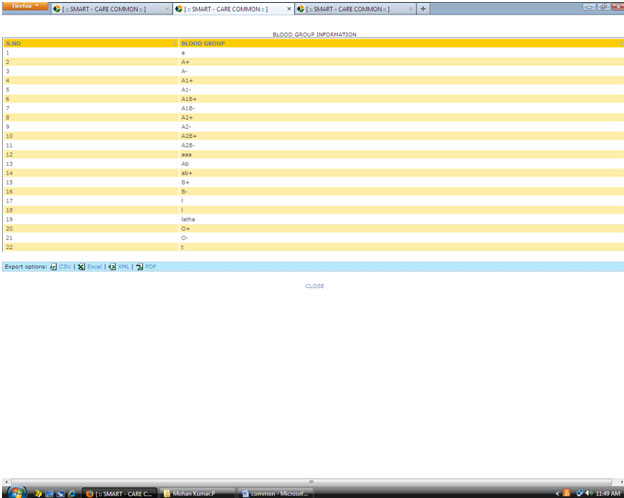 Firefox
[ :: SMART - CARE COMMON :: ] × [ :: SMART - CARE COMMON :: ] × [ :: SMART - CARE COMMON :: ] × +
BLOOD GROUP INFORMATION
S.NO BLOOD GROUP
1 a
2 A+
3 A-
4 A1+
5 A1-
6 A1B+
7 A1B-
8 A2+
9 A2-
10 A2B+
11 A2B-
12 aaa
13 Ab
14 ab+
15 B+
16 B-
17 l
18 l
19 latha
20 O+
21 O-
22 t
Export options: CSV | Excel | XML | PDF
CLOSE
[ :: SMART - CARE C... Mohan Kumar.P common - Microsof... 11:49 AM